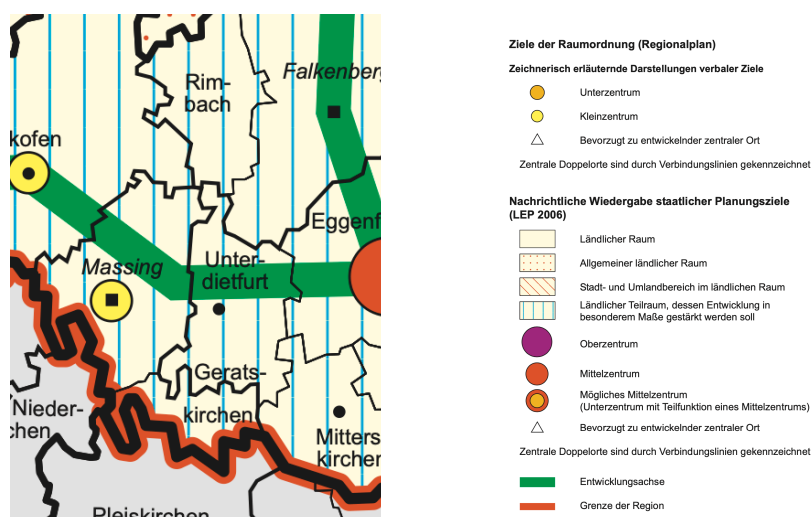 Rim-
bach
Falkenberg
kofen
Eggenf
Massing
Unter-
dietfurt
Gerats-
kirchen
Nieder-
chen
Mitters
kirchen
Pleiskirchen
Ziele der Raumordnung (Regionalplan)
Zeichnerisch erläuternde Darstellungen verbaler Ziele
Unterzentrum
Kleinzentrum
Bevorzugt zu entwickelnder zentraler Ort
Zentrale Doppelorte sind durch Verbindungslinien gekennzeichnet
Nachrichtliche Wiedergabe staatlicher Planungsziele
(LEP 2006)
Ländlicher Raum
Allgemeiner ländlicher Raum
Stadt- und Umlandbereich im ländlichen Raum
Ländlicher Teilraum, dessen Entwicklung in
besonderem Maße gestärkt werden soll
Oberzentrum
Mittelzentrum
Mögliches Mittelzentrum
(Unterzentrum mit Teilfunktion eines Mittelzentrums)
Bevorzugt zu entwickelnder zentraler Ort
Zentrale Doppelorte sind durch Verbindungslinien gekennzeichnet
Entwicklungsachse
Grenze der Region